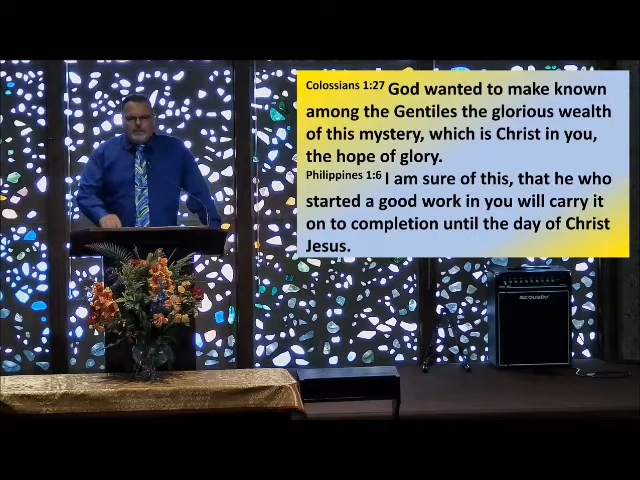 Colossians 1:27 God wanted to make known
among the Gentiles the glorious wealth
of this mystery, which is Christ in you,
the hope of glory.
Philippines 1:6 I am sure of this, that he who
started a good work in you will carry it
on to completion until the day of Christ
Jesus.
acoustic